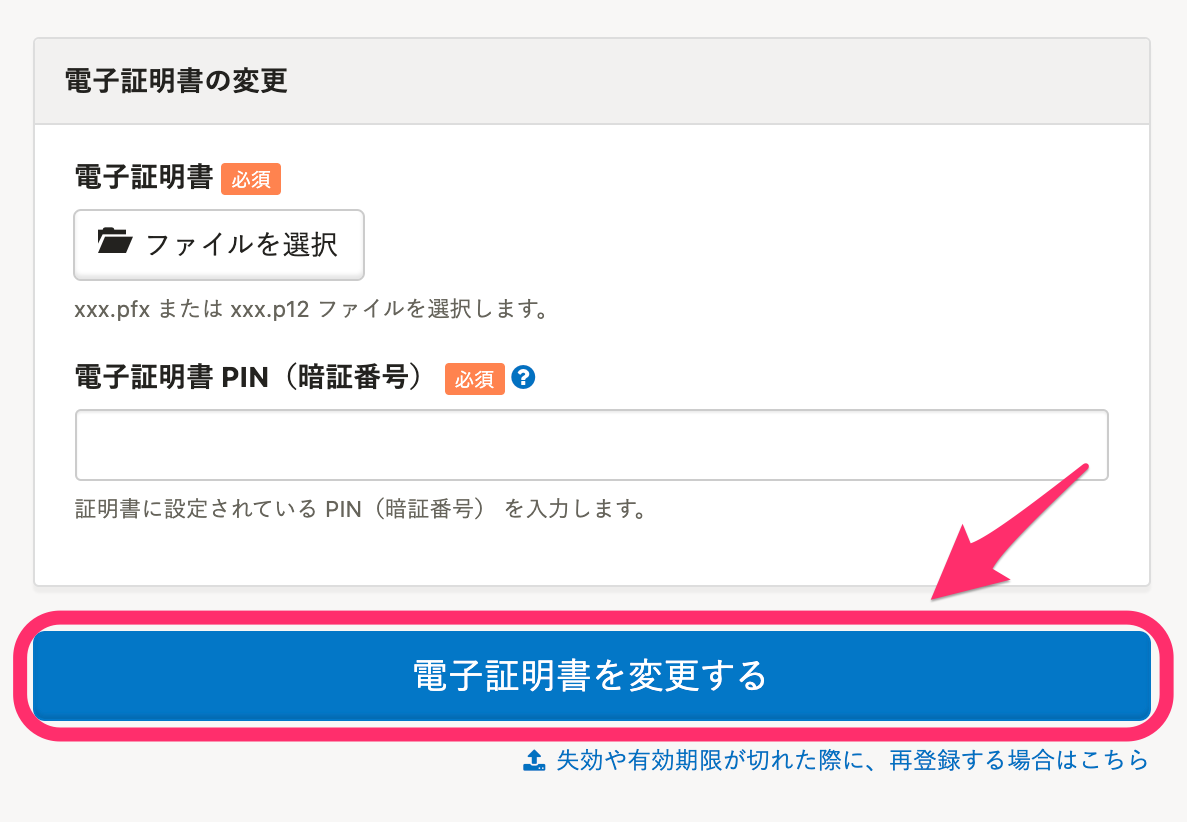 電子証明書の変更
電子証明書 必須
ファイルを選択
xxx.pfx または xxx.p12 ファイルを選択します。
電子証明書 PIN（暗証番号） 必須 ?
証明書に設定されている PIN（暗証番号） を入力します。
電子証明書を変更する
失効や有効期限が切れた際に、再登録する場合はこちら